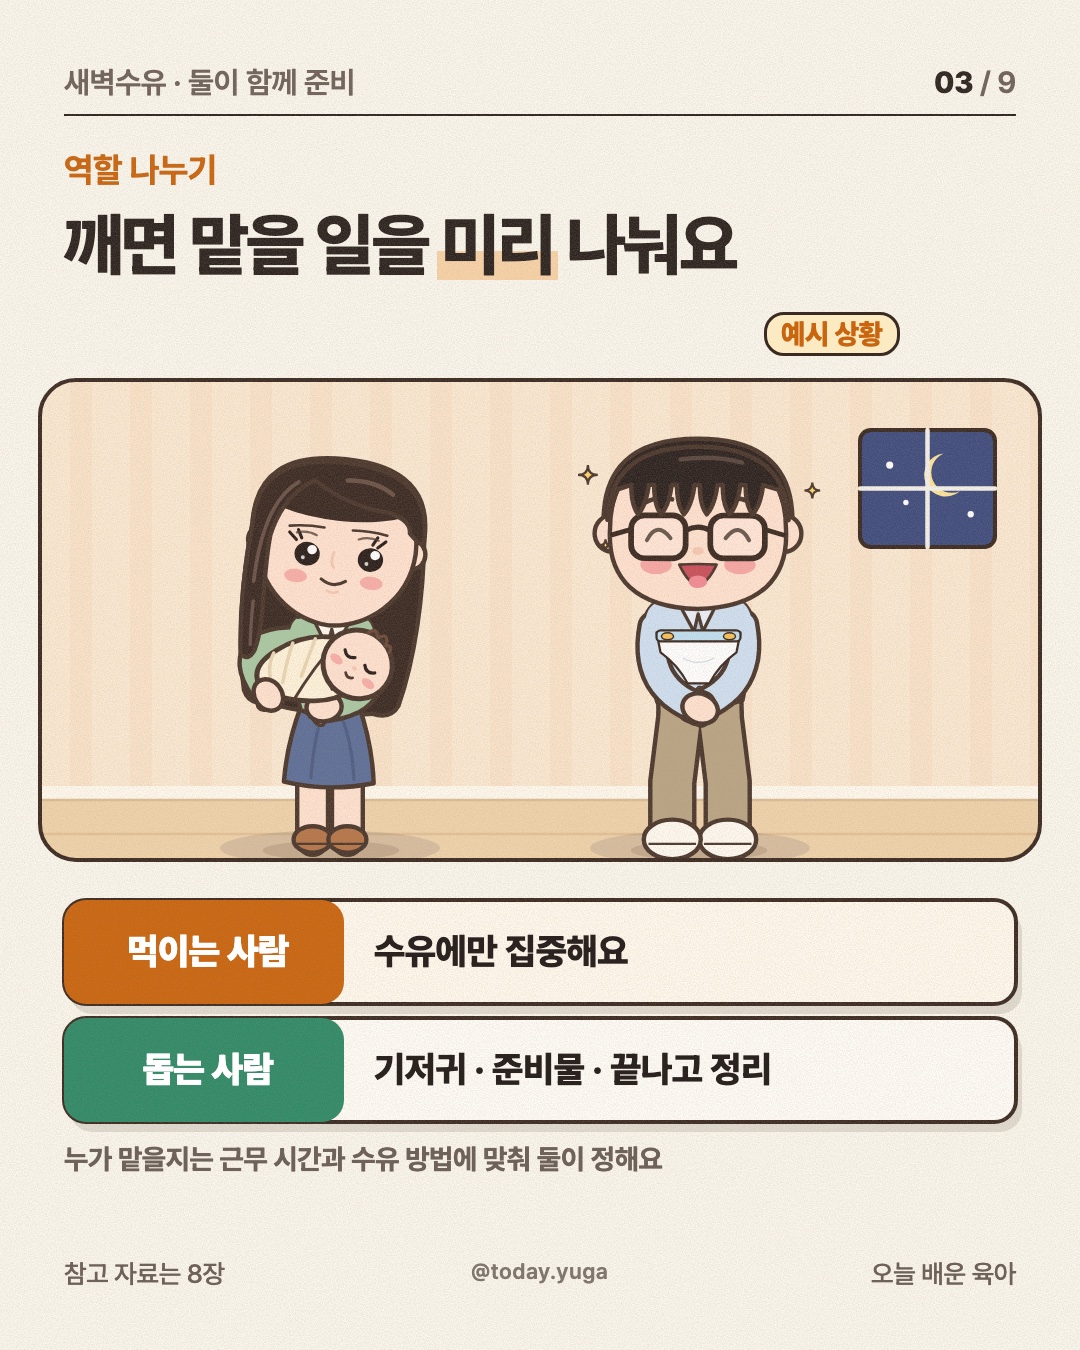 새벽수유 · 둘이 함께 준비
03 / 9
역할 나누기
깨면 맡을 일을 미리 나눠요
예시 상황
먹이는 사람
수유에만 집중해요
돕는 사람
기저귀 · 준비물 · 끝나고 정리
누가 맡을지는 근무 시간과 수유 방법에 맞춰 둘이 정해요
참고 자료는 8장
@today.yuga
오늘 배운 육아